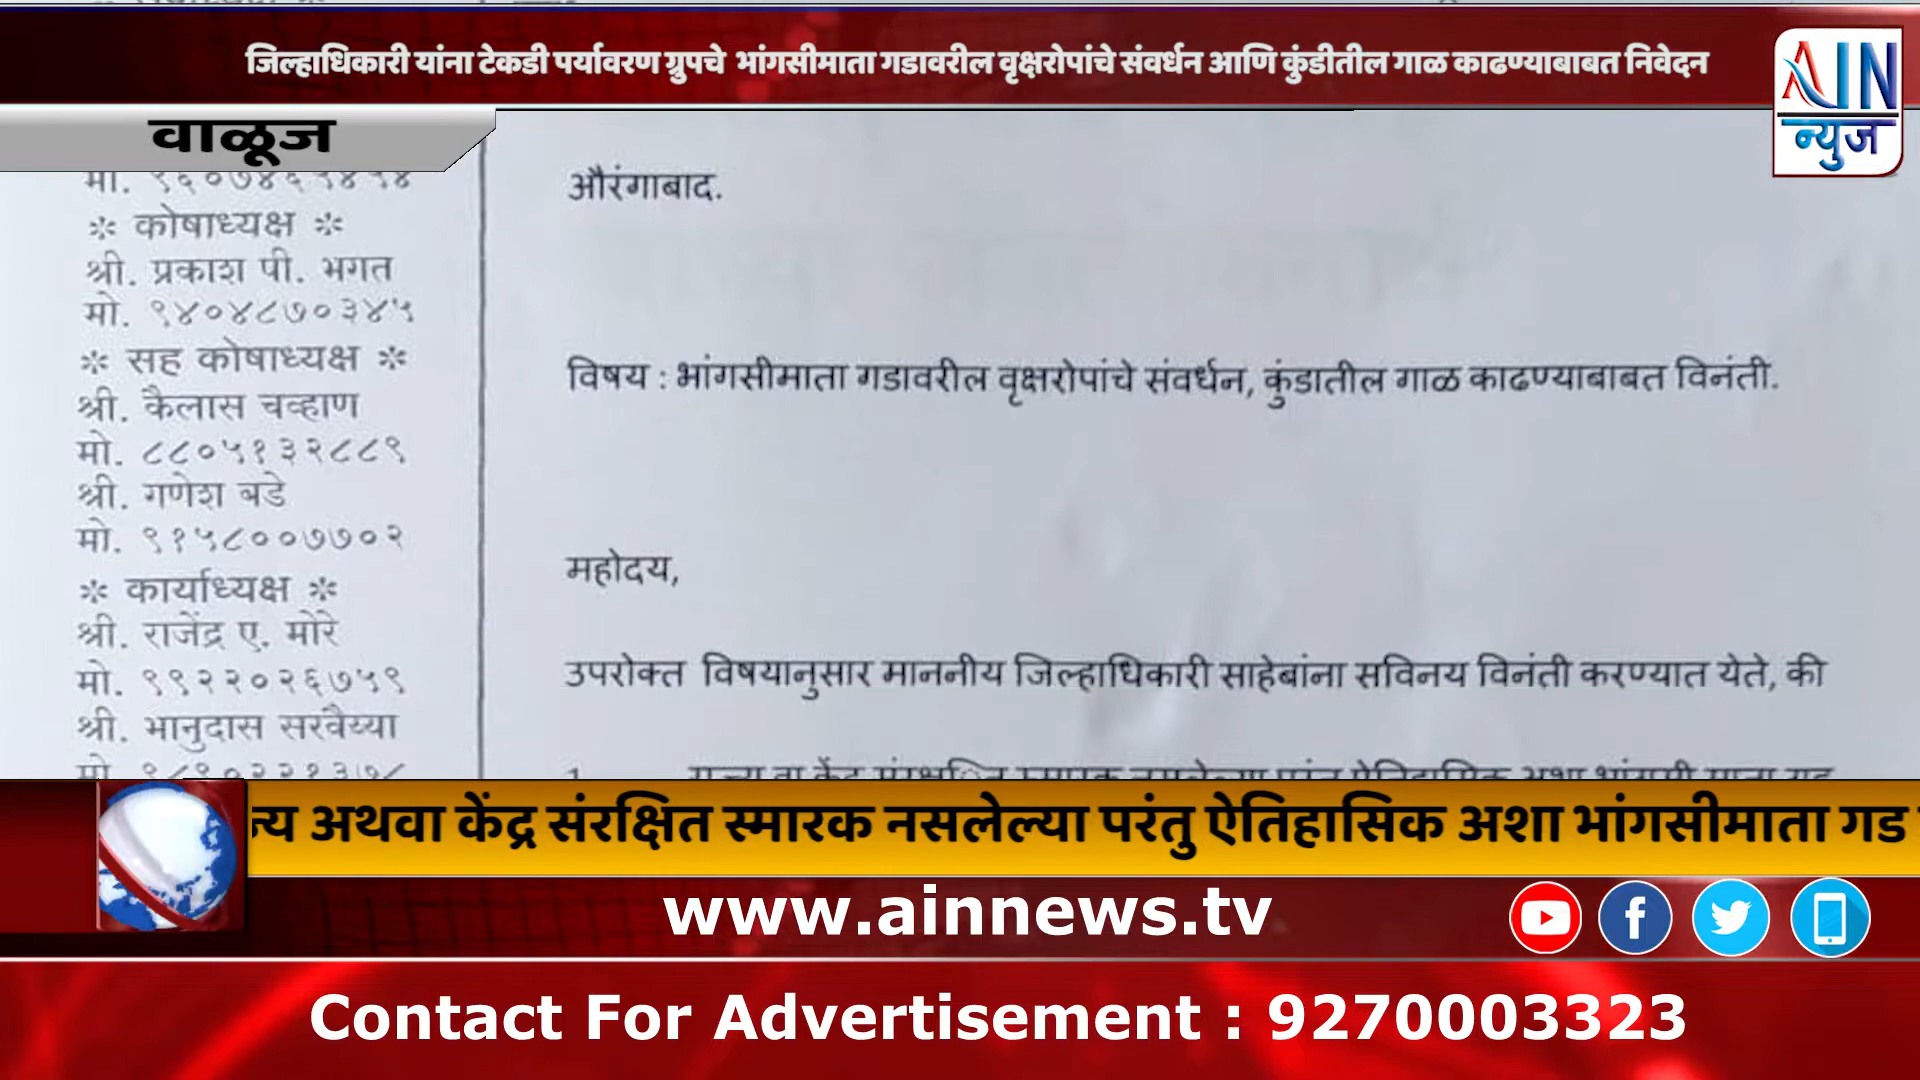 जिल्हाधिकारी यांना टेकडी पर्यावरण ग्रुपचे भांगसीमाता गडावरील वृक्षरोपांचे संवर्धन आणि कुंडीतील गाळ काढण्याबाबत निवेदन
AIN
न्युज
वाळूज
❇ कोषाध्यक्ष ❇
श्री. प्रकाश पी. भगत
मो. ९४०४८७०३४५
❇ सह कोषाध्यक्ष ❇
श्री. कैलास चव्हाण
मो. ८८०५१३२८८९
श्री. गणेश बडे
मो. ९१५८००७७०२
❇ कार्याध्यक्ष ❇
श्री. राजेंद्र ए. मोरे
मो. ९९२२०२६७५९
श्री. भानुदास सरवैय्या
औरंगाबाद.
विषय : भांगसीमाता गडावरील वृक्षरोपांचे संवर्धन, कुंडातील गाळ काढण्याबाबत विनंती.
महोदय,
उपरोक्त विषयानुसार माननीय जिल्हाधिकारी साहेबांना सविनय विनंती करण्यात येते, की
अथवा केंद्र संरक्षित स्मारक नसलेल्या परंतु ऐतिहासिक अशा भांगसीमाता गड
www.ainnews.tv
Contact For Advertisement : 9270003323